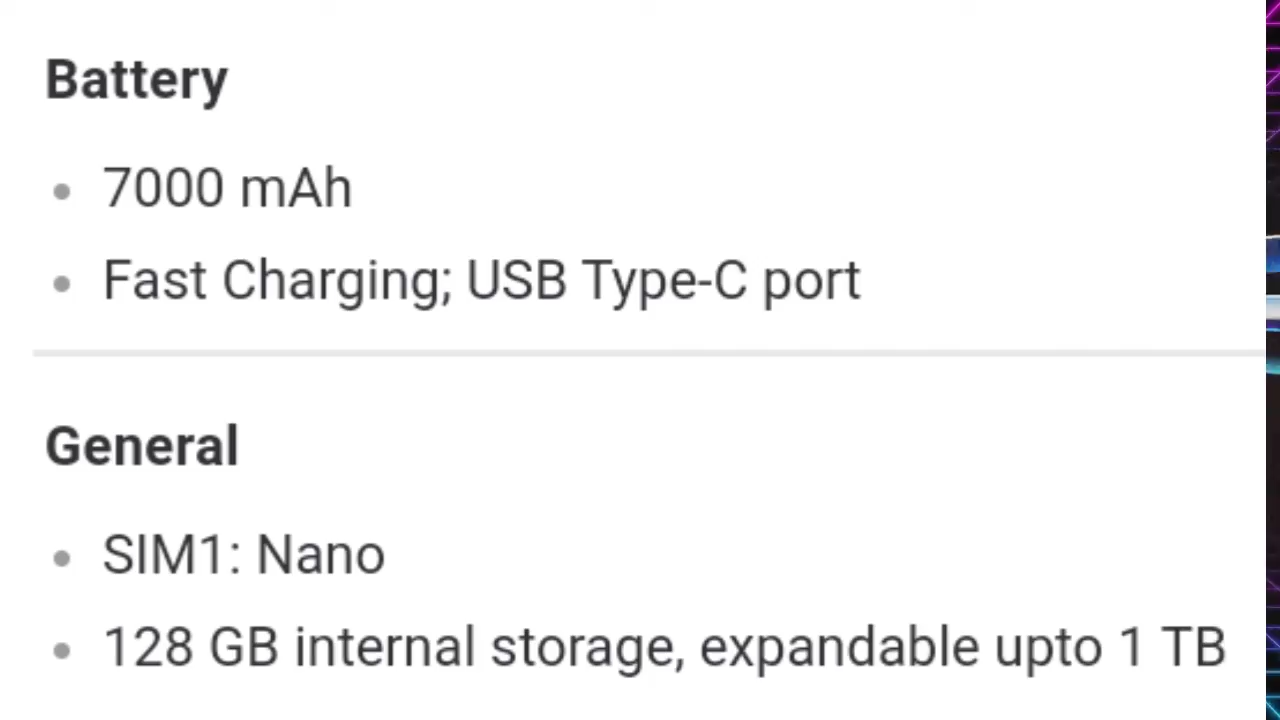 Battery
7000 mAh
Fast Charging; USB Type-C port
General
SIM1: Nano
128 GB internal storage, expandable upto 1 TB